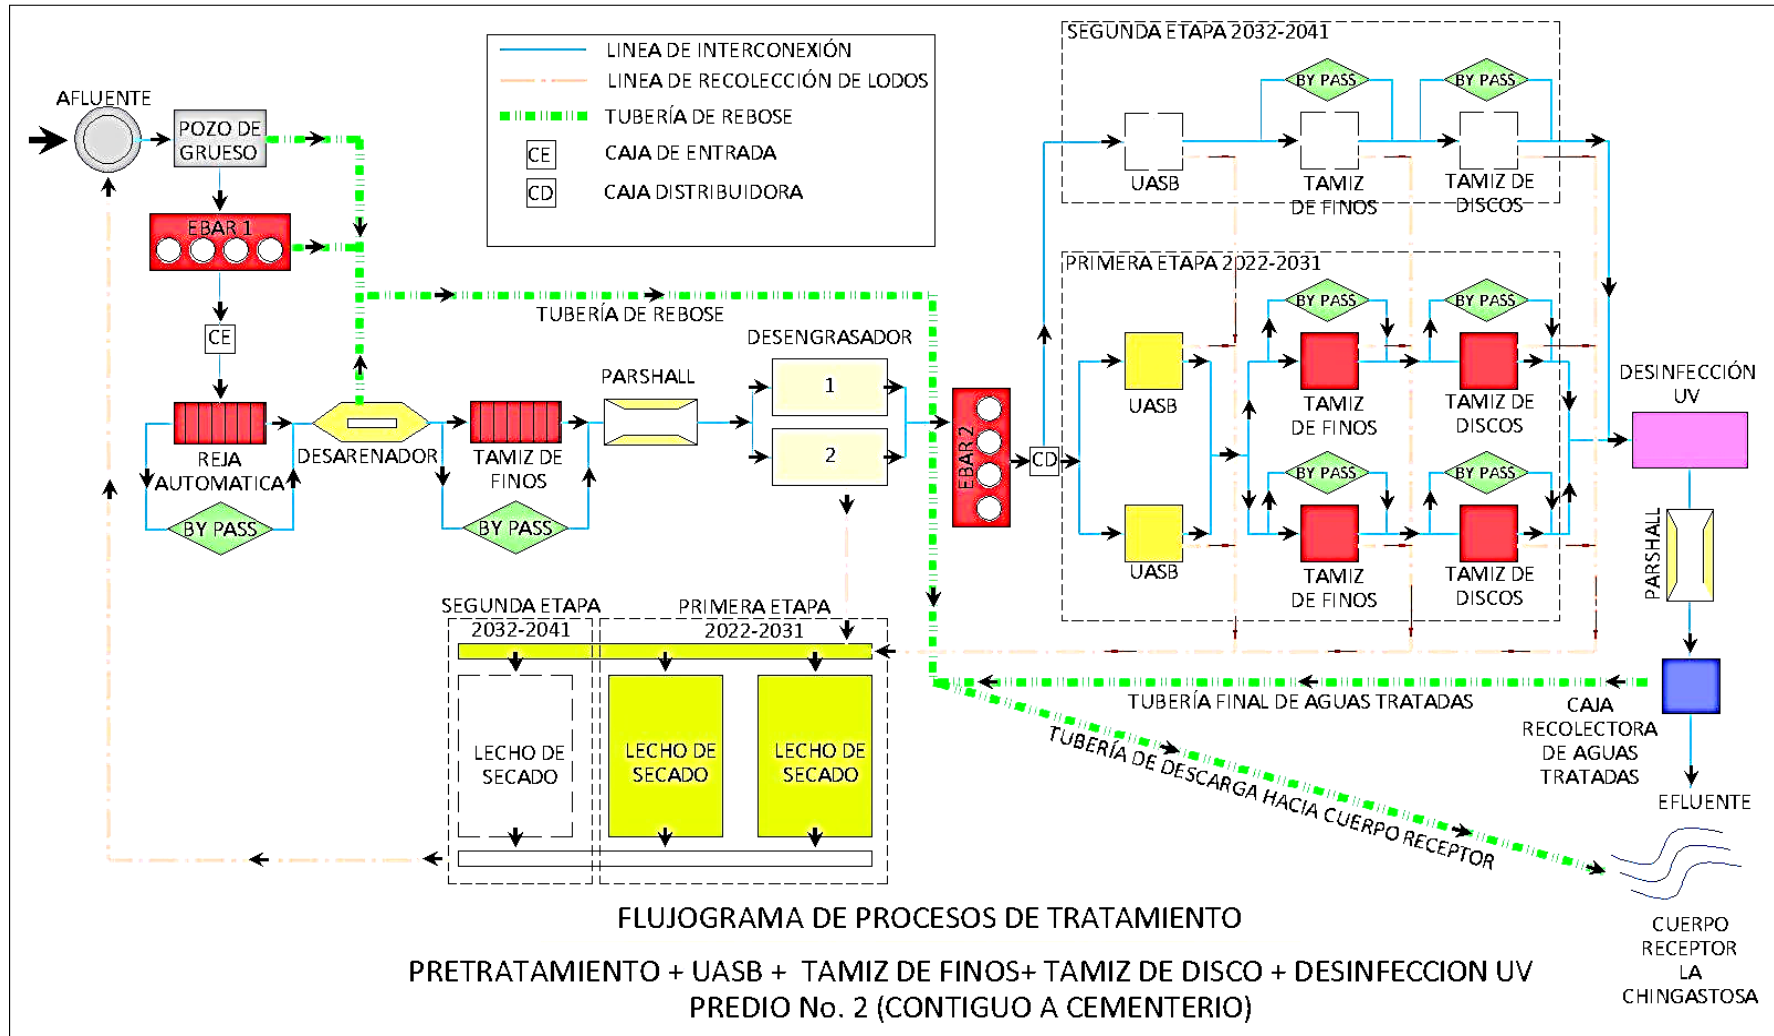 LINEA DE INTERCONEXIÓN
LINEA DE RECOLECCIÓN DE LODOS
TUBERÍA DE REBOSE
CE
CAJA DE ENTRADA
CD
CAJA DISTRIBUIDORA
AFLUENTE
POZO DE
GRUESO
EBAR 1
CE
REJA
AUTOMATICA
BY PASS
DESARENADOR
TAMIZ DE
FINOS
BY PASS
TUBERÍA DE REBOSE
PARSHALL
DESENGRASADOR
1
2
EBAR 2
CD
SEGUNDA ETAPA 2032-2041
BY PASS
BY PASS
UASB
TAMIZ
DE FINOS
TAMIZ DE
DISCOS
PRIMERA ETAPA 2022-2031
BY PASS
BY PASS
UASB
TAMIZ
DE FINOS
TAMIZ DE
DISCOS
BY PASS
BY PASS
UASB
TAMIZ
DE FINOS
TAMIZ DE
DISCOS
DESINFECCIÓN
UV
PARSHALL
CAJA
RECOLECTORA
DE AGUAS
TRATADAS
EFLUENTE
TUBERÍA FINAL DE AGUAS TRATADAS
TUBERÍA DE DESCARGA HACIA CUERPO RECEPTOR
CUERPO
RECEPTOR
LA
CHINGASTOSA
SEGUNDA ETAPA
2032-2041
PRIMERA ETAPA
2022-2031
LECHO DE
SECADO
LECHO DE
SECADO
LECHO DE
SECADO
FLUJOGRAMA DE PROCESOS DE TRATAMIENTO
PRETRATAMIENTO + UASB + TAMIZ DE FINOS+ TAMIZ DE DISCO + DESINFECCION UV
PREDIO No. 2 (CONTIGUO A CEMENTERIO)